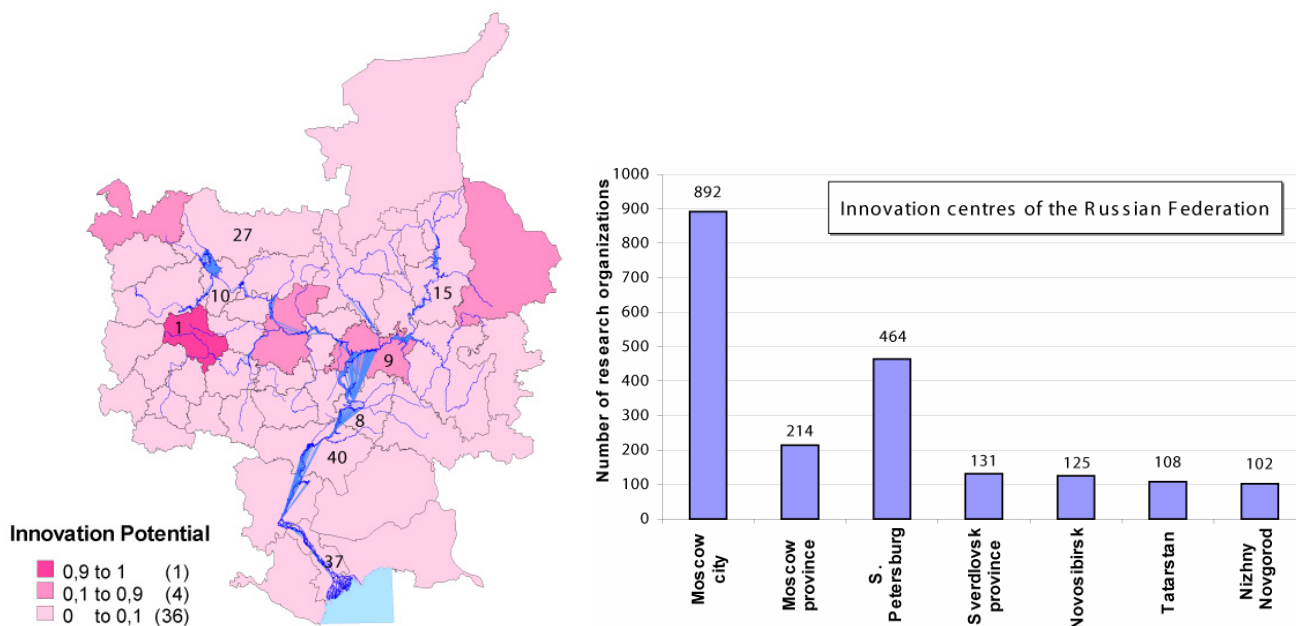 27
10
15
1
9
8
40
37
Innovation Potential
0,9 to 1 (1)
0,1 to 0,9 (4)
0 to 0,1 (36)
Innovation centres of the Russian Federation
Number of research organizations
1000
900
800
700
600
500
400
300
200
100
0
892
214
464
131
125
108
102
Moscow
city
Moscow
province
S.
Petersburg
Sverdlovsk
province
Novosibirsk
Tatarstan
Nizhny
Novgorod